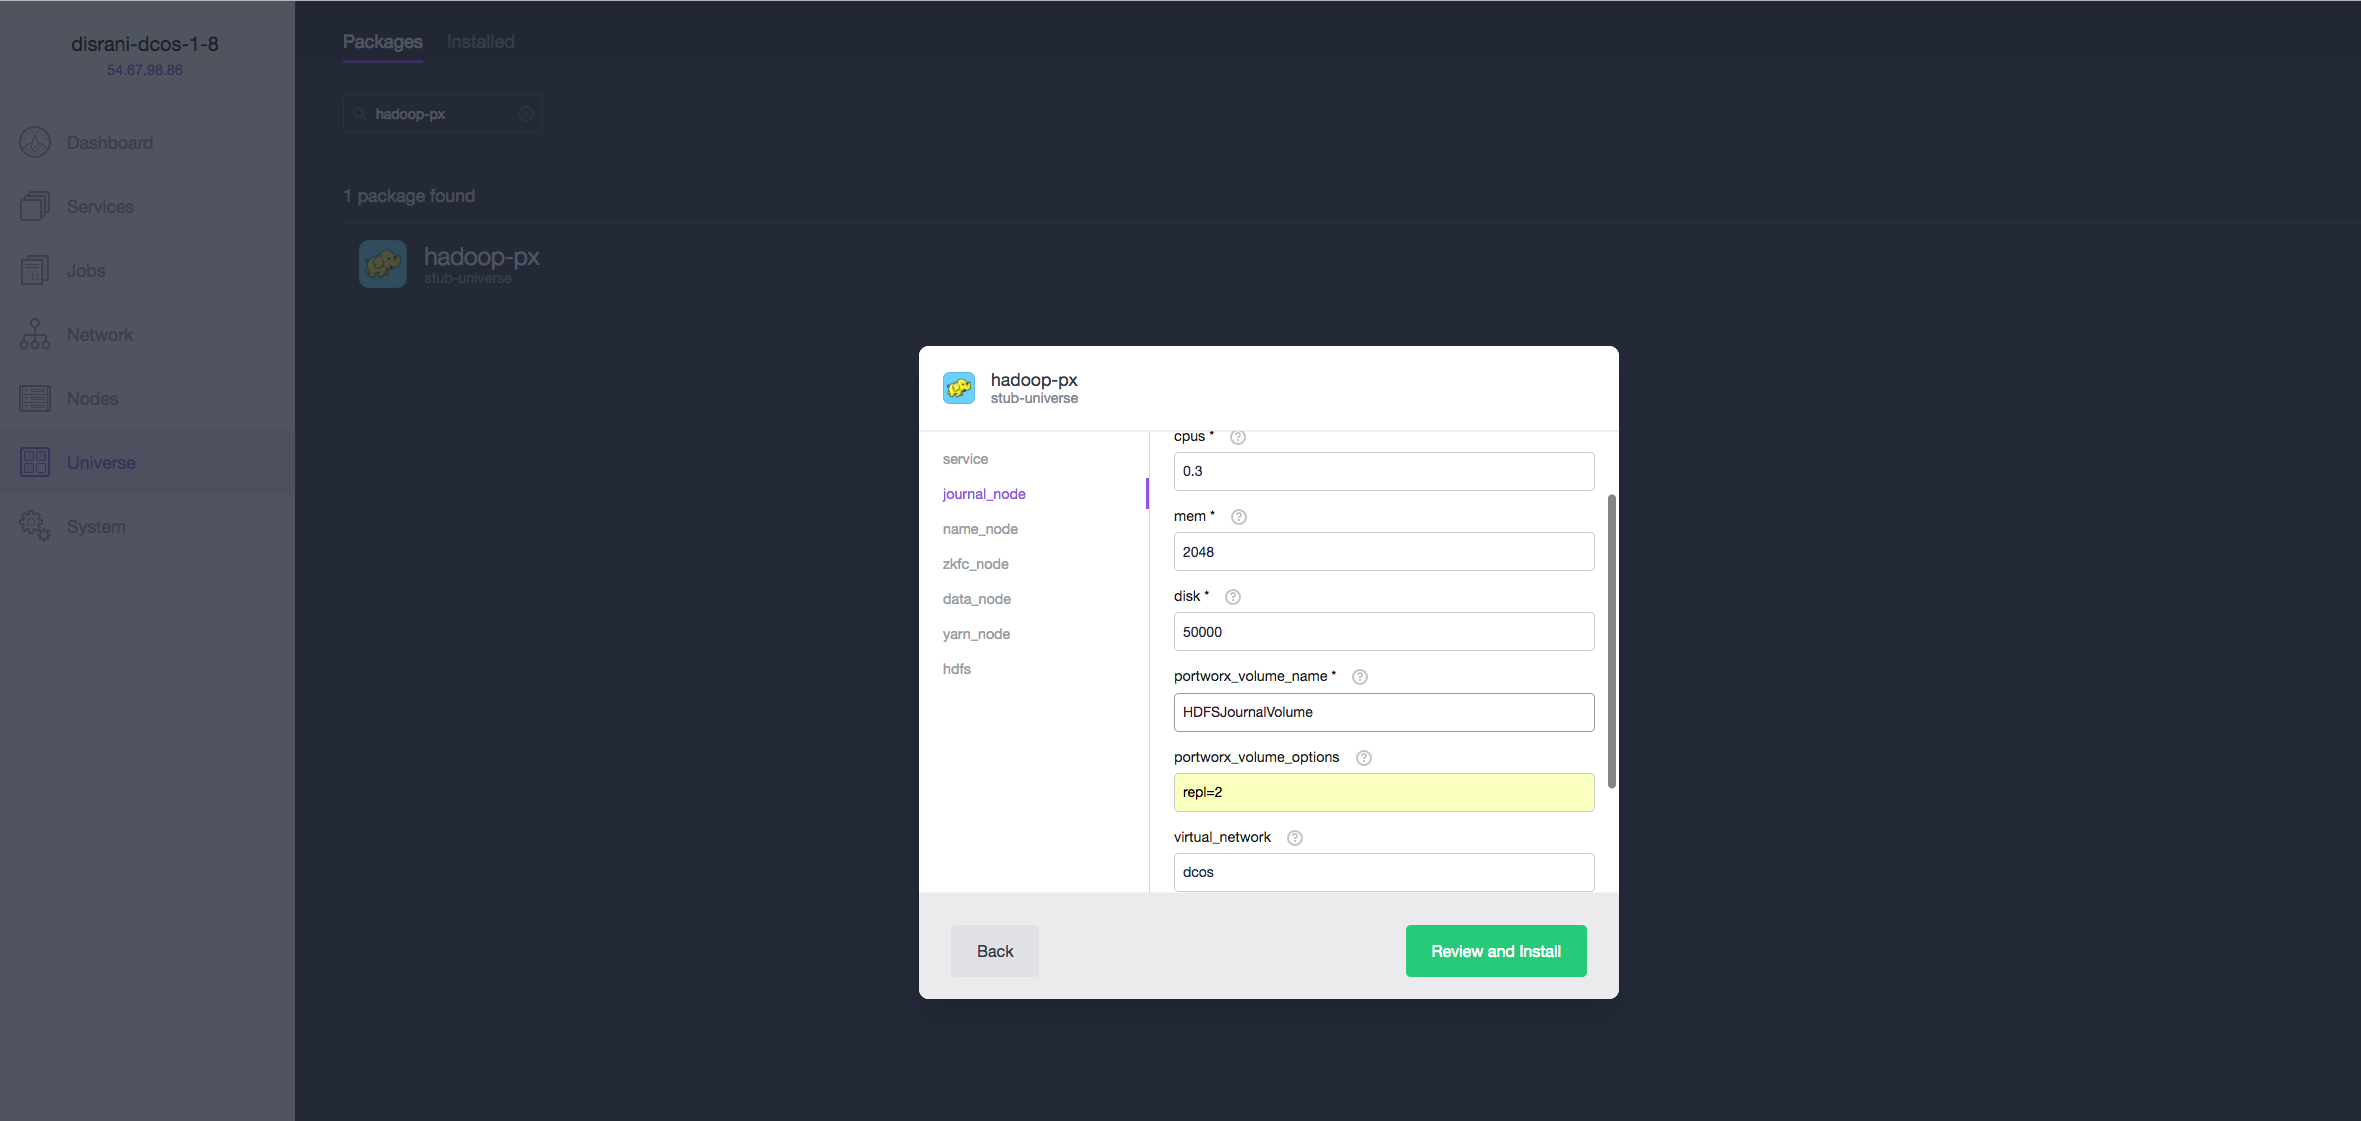 disrani-dcos-1-8
54.67.98.86
Dashboard
Services
Jobs
Network
Nodes
Universe
System
Packages Installed
hadoop-px
1 package found
hadoop-px
stub-universe
hadoop-px
stub-universe
service
journal_node
name_node
zkfc_node
data_node
yarn_node
hdfs
cpus *
0.3
mem *
2048
disk *
50000
portworx_volume_name *
HDFSJournalVolume
portworx_volume_options
repl=2
virtual_network
dcos
Back
Review and Install